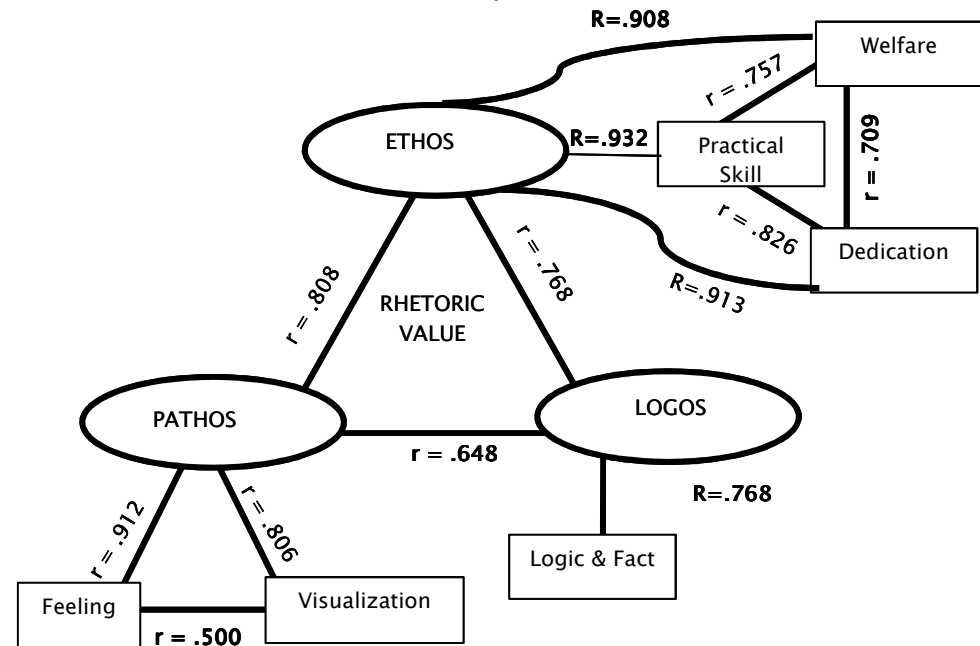 R=.908
Welfare
r = .757
ETHOS
R=.932
Practical
Skill
r = .709
r = .826
Dedication
r = .768
R=.913
r = .808
RHETORIC
VALUE
PATHOS
LOGOS
r = .648
R=.768
r = .912
r = .806
Logic & Fact
Feeling
Visualization
r = .500